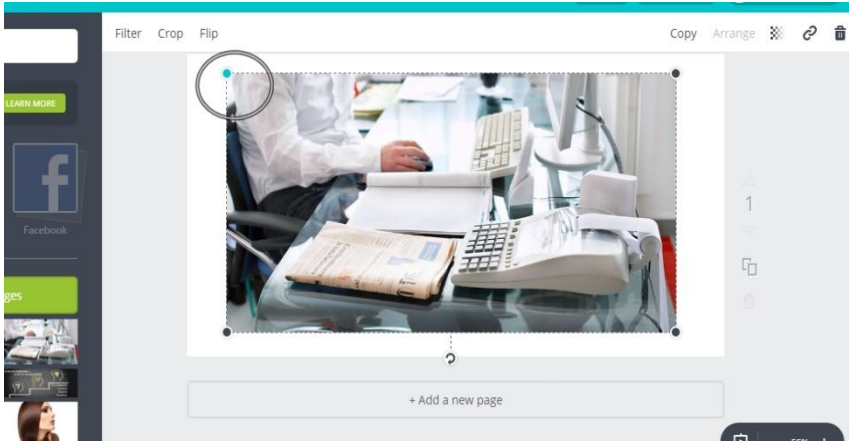 Filter Crop Flip
Copy Arrange
LEARN MORE
f
Facebook
1
ges
+ Add a new page